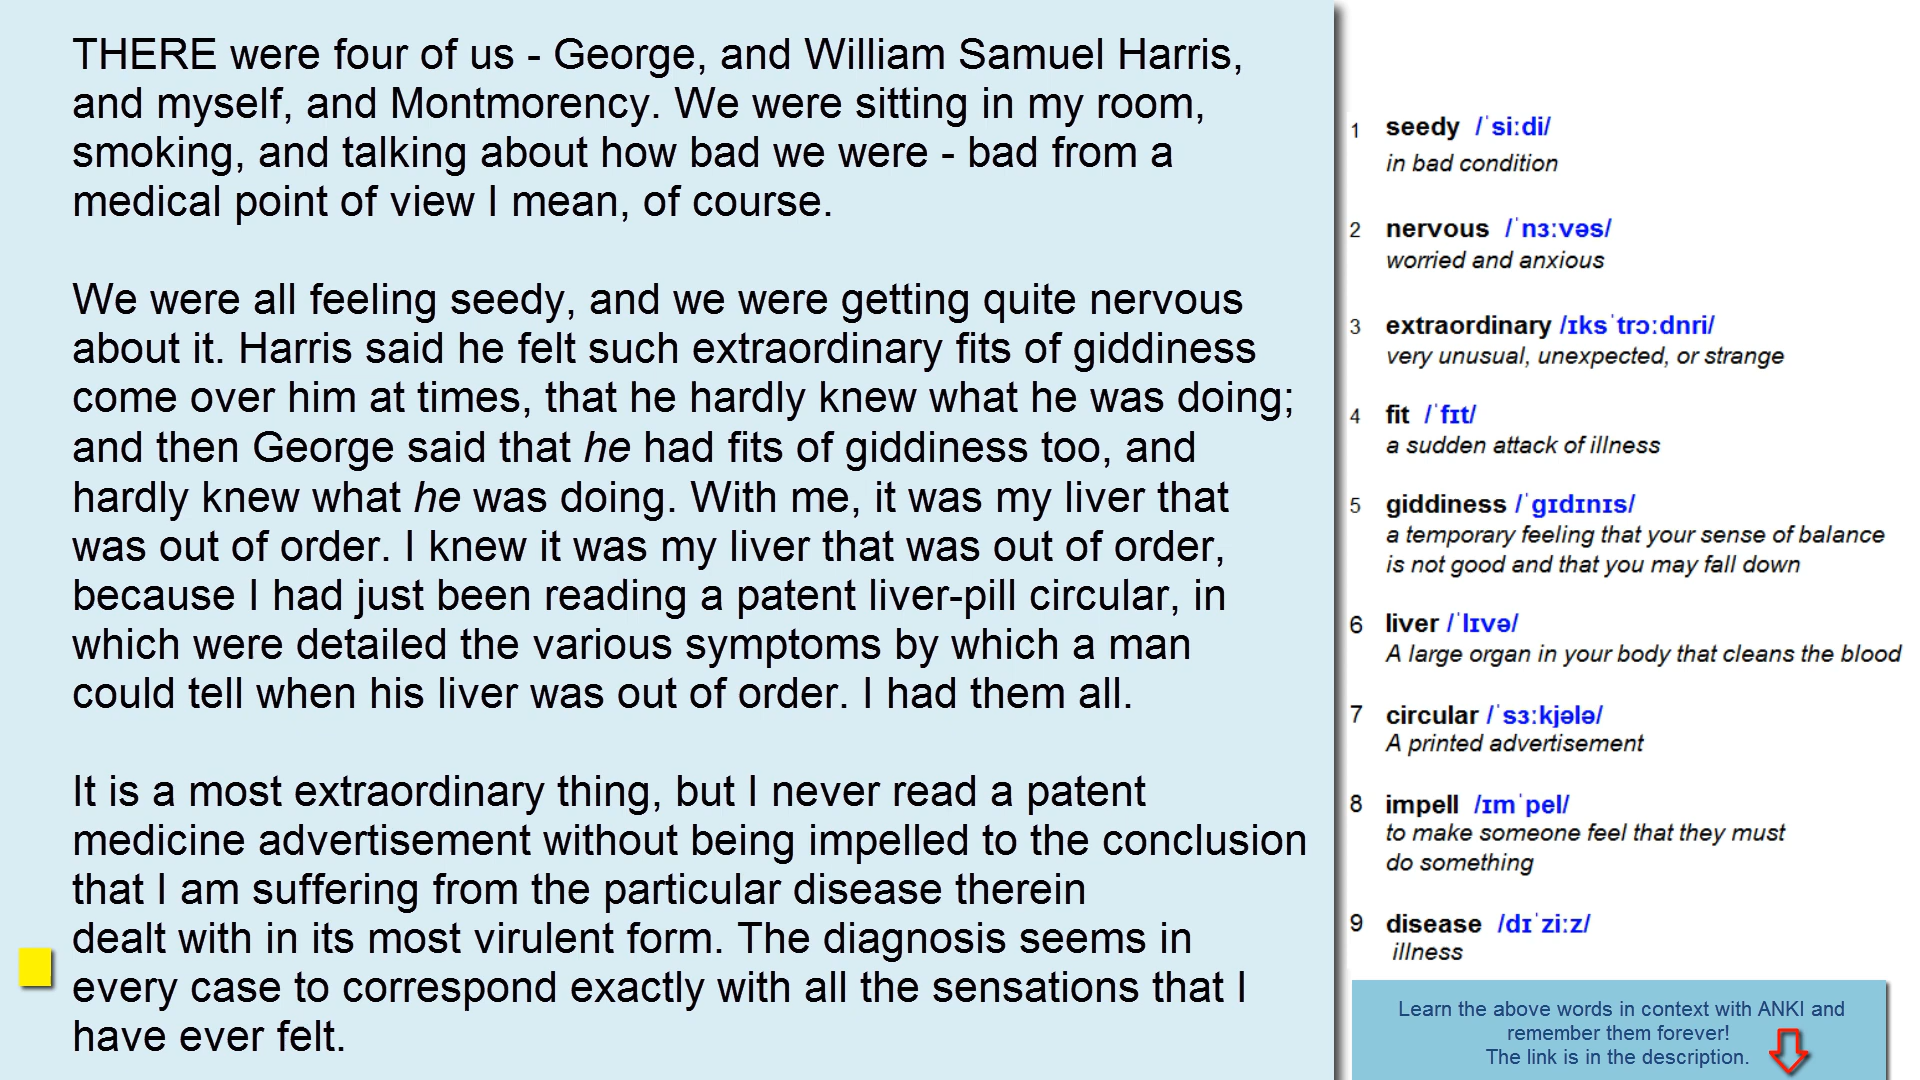 THERE were four of us - George, and William Samuel Harris,
and myself, and Montmorency. We were sitting in my room,
smoking, and talking about how bad we were - bad from a
medical point of view I mean, of course.
We were all feeling seedy, and we were getting quite nervous
about it. Harris said he felt such extraordinary fits of giddiness
come over him at times, that he hardly knew what he was doing;
and then George said that he had fits of giddiness too, and
hardly knew what he was doing. With me, it was my liver that
was out of order. I knew it was my liver that was out of order,
because I had just been reading a patent liver-pill circular, in
which were detailed the various symptoms by which a man
could tell when his liver was out of order. I had them all.
It is a most extraordinary thing, but I never read a patent
medicine advertisement without being impelled to the conclusion
that I am suffering from the particular disease therein
dealt with in its most virulent form. The diagnosis seems in
every case to correspond exactly with all the sensations that I
have ever felt.
1 seedy /ˈsiːdi/
in bad condition
2 nervous /ˈnɜːvəs/
worried and anxious
3 extraordinary /ɪksˈtrɔːdnri/
very unusual, unexpected, or strange
4 fit /ˈfɪt/
a sudden attack of illness
5 giddiness /ˈgɪdɪnɪs/
a temporary feeling that your sense of balance
is not good and that you may fall down
6 liver /ˈlɪvə/
A large organ in your body that cleans the blood
7 circular /ˈsɜːkjələ/
A printed advertisement
8 impell /ɪmˈpel/
to make someone feel that they must
do something
9 disease /dɪˈziːz/
illness
Learn the above words in context with ANKI and
remember them forever!
The link is in the description.